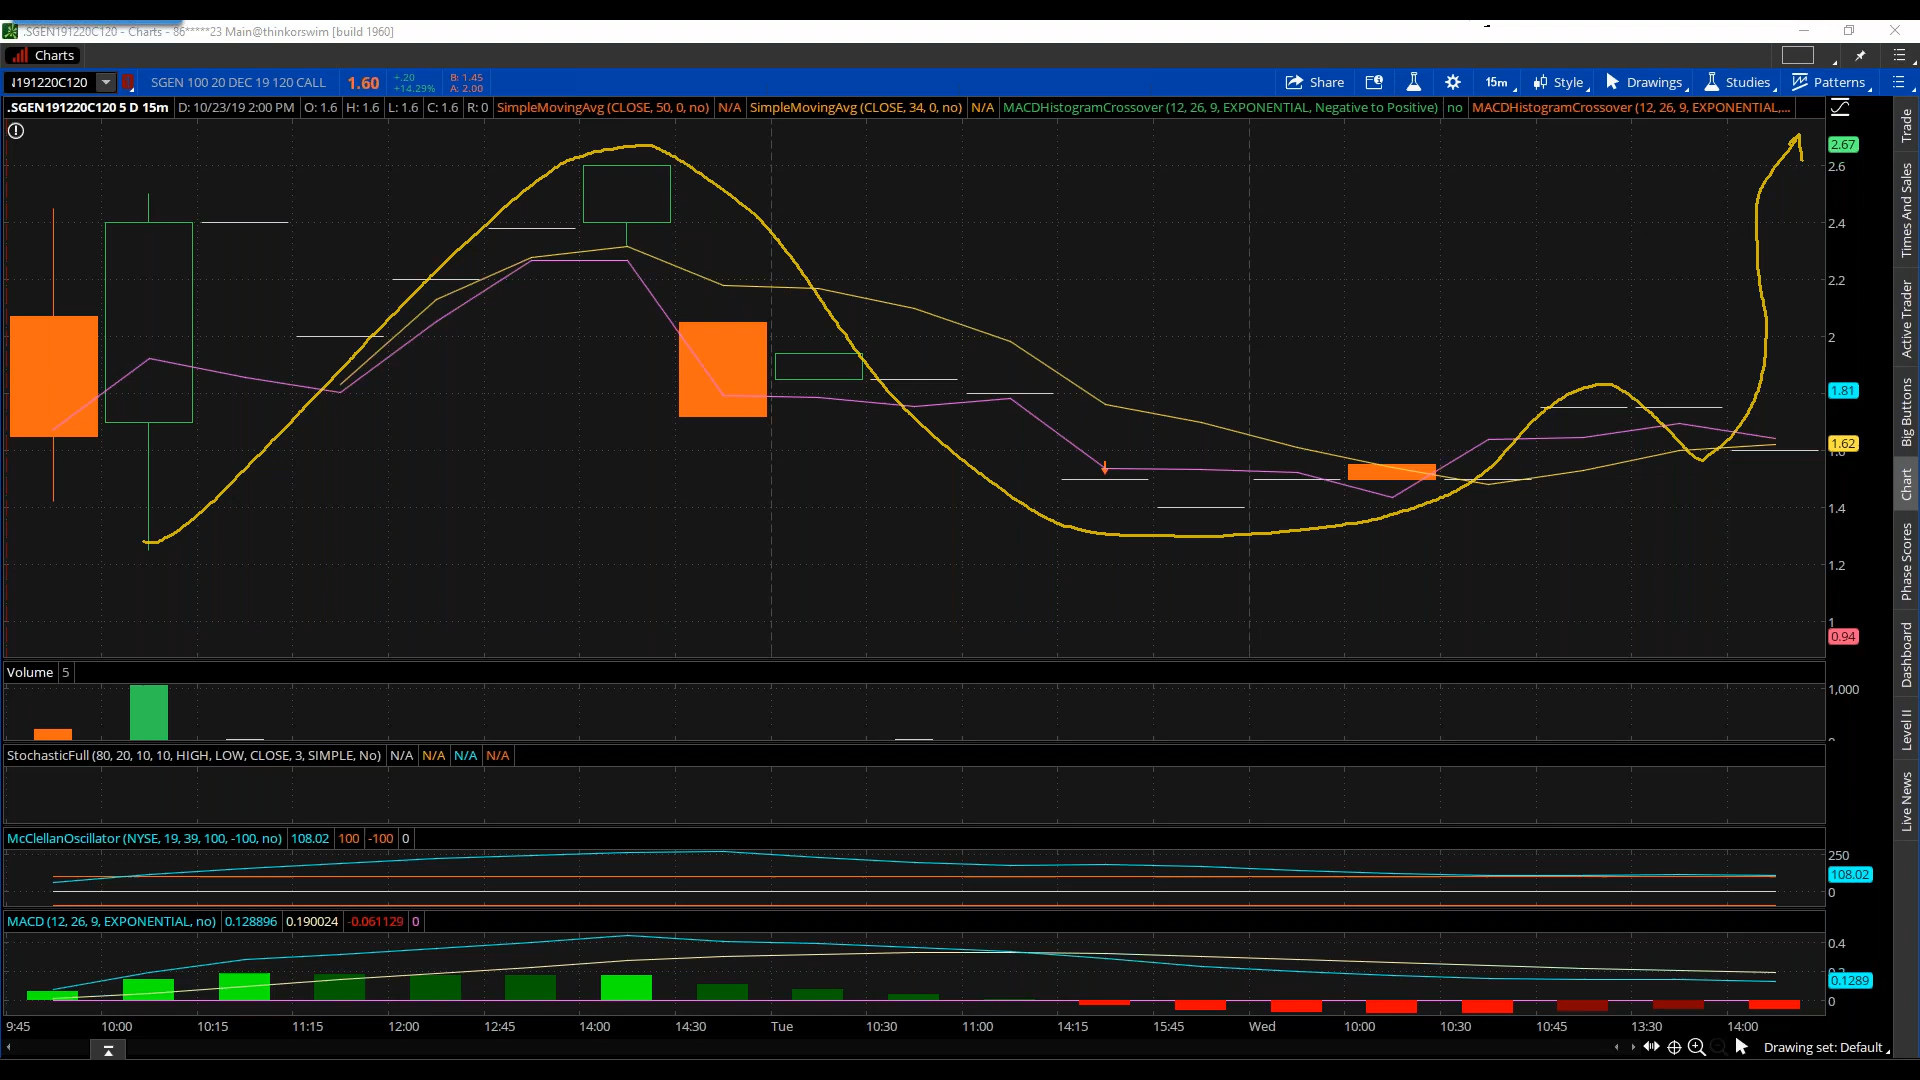 .SGEN191220C120 - Charts - 86*****23 Main@thinkorswim [build 1960]
Charts
191220C120 SGEN 100 20 DEC 19 120 CALL 1.60 +.20 +14.29% B: 1.45 A: 2.00 Share 15m Style Drawings Studies Patterns
.SGEN191220C120 5 D 15m D: 10/23/19 2:00 PM O: 1.6 H: 1.6 L: 1.6 C: 1.6 R: 0 SimpleMovingAvg (CLOSE, 50, 0, no) N/A SimpleMovingAvg (CLOSE, 34, 0, no) N/A MACDHistogramCrossover (12, 26, 9, EXPONENTIAL, Negative to Positive) no MACDHistogramCrossover (12, 26, 9, EXPONENTIAL,...
2.67
2.6
2.4
2.2
2
1.81
1.62
1.4
1.2
1
0.94
Volume 5
1,000
StochasticFull (80, 20, 10, 10, HIGH, LOW, CLOSE, 3, SIMPLE, No) N/A N/A N/A N/A
McClellanOscillator (NYSE, 19, 39, 100, -100, no) 108.02 100 -100 0
250
108.02
0
MACD (12, 26, 9, EXPONENTIAL, no) 0.128896 0.190024 -0.061129 0
0.4
0.1289
0
9:45 10:00 10:15 11:15 12:00 12:45 14:00 14:30 Tue 10:30 11:00 14:15 15:45 Wed 10:00 10:30 10:45 13:30 14:00
Drawing set: Default
Trade
Times And Sales
Active Trader
Big Buttons
Chart
Phase Scores
Dashboard
Level II
Live News